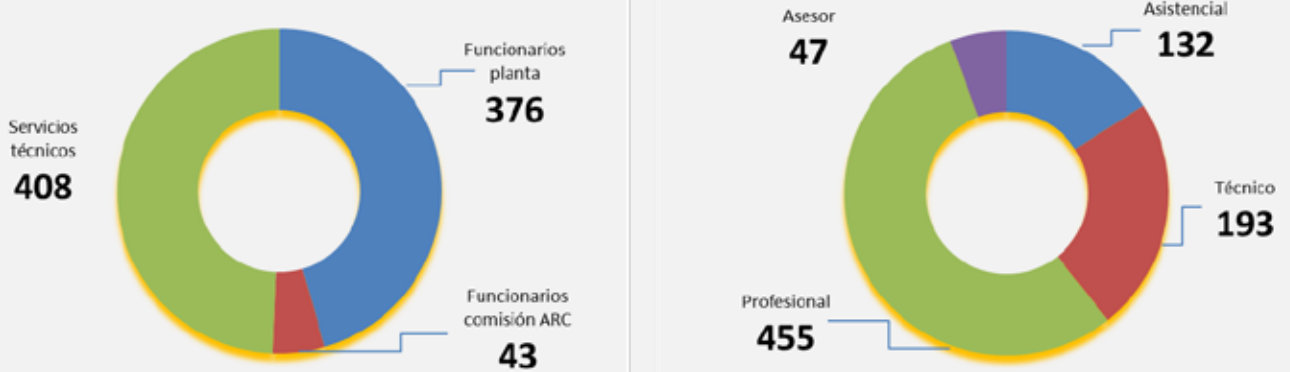 Funcionarios
planta
376
Servicios
técnicos
408
Funcionarios
comisión ARC
43
Asesor
47
Asistencial
132
Técnico
193
Profesional
455